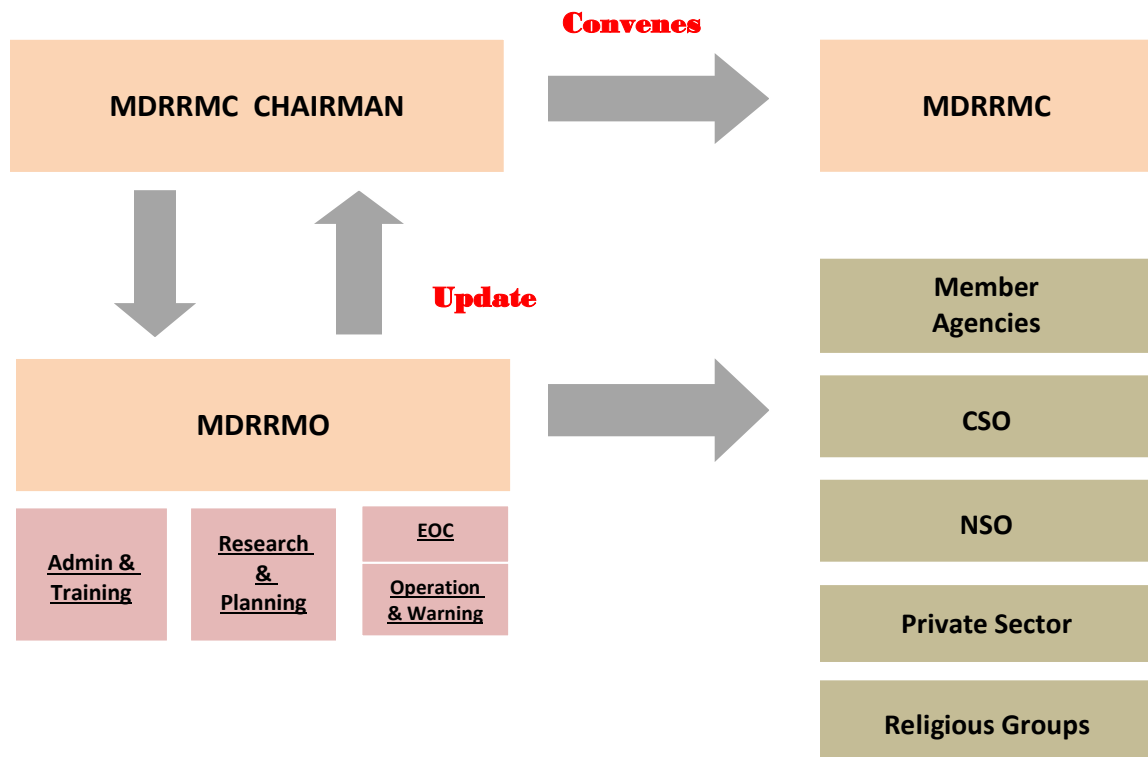 Convenes
MDRRMC CHAIRMAN
MDRRMC
Update
Member
Agencies
MDRRMO
CSO
Admin &
Training
Research
&
Planning
EOC
Operation
& Warning
NSO
Private Sector
Religious Groups